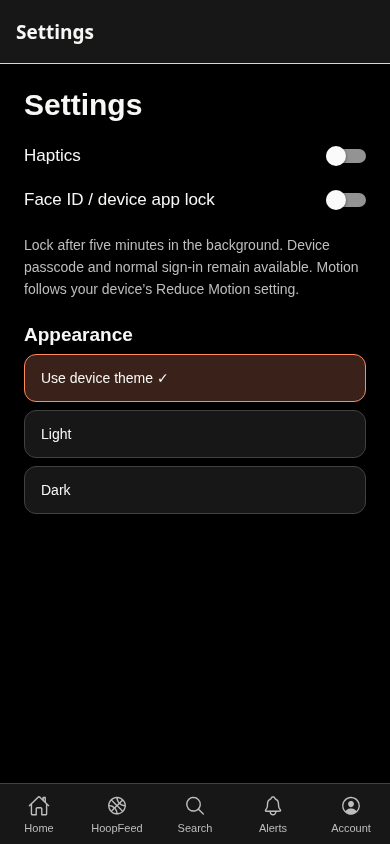 Settings
Settings
Haptics
Face ID / device app lock
Lock after five minutes in the background. Device
passcode and normal sign-in remain available. Motion
follows your device’s Reduce Motion setting.
Appearance
Use device theme ✓
Light
Dark
Home
HoopFeed
Search
Alerts
Account